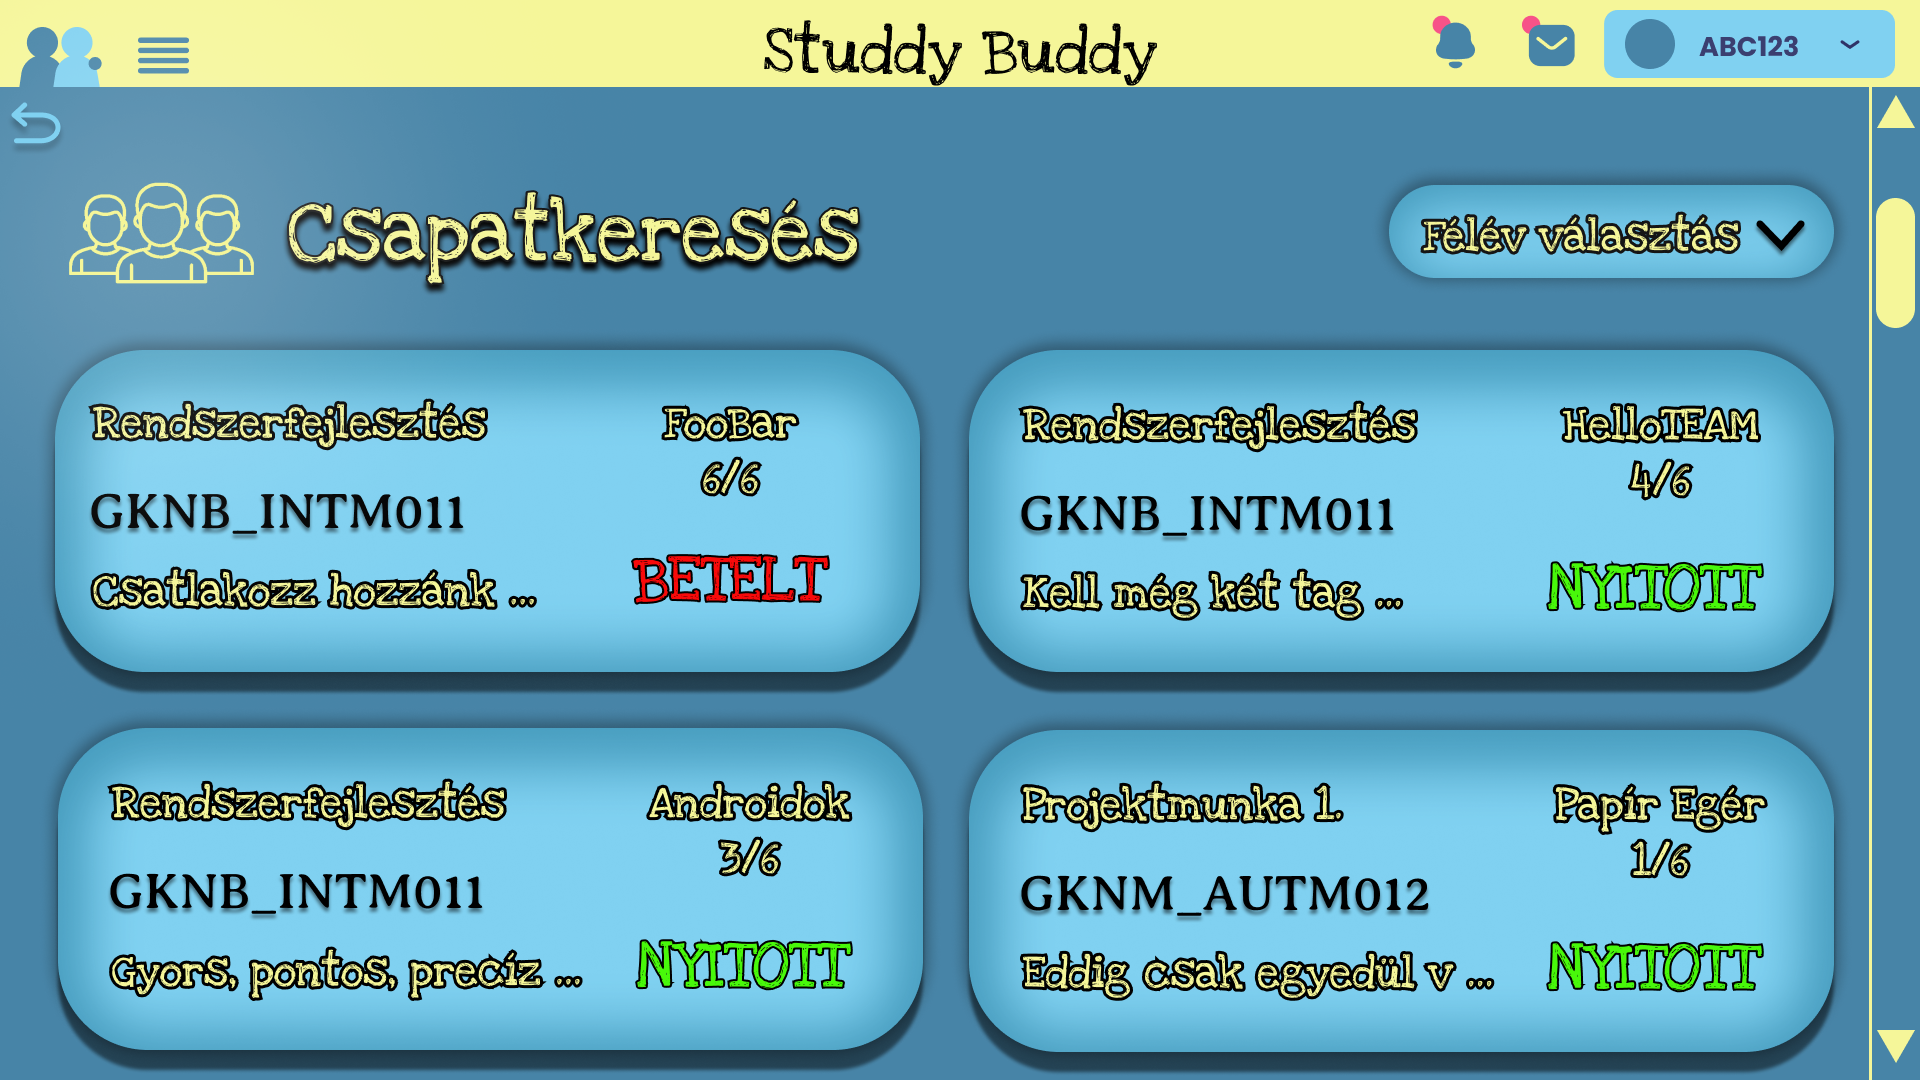 Studdy Buddy
ABC123
Csapatkeresés
Félév választás
Rendszerfejlesztés
FooBar
6/6
GKNB_INTM011
Csatlakozz hozzánk ...
BETELT
Rendszerfejlesztés
HelloTEAM
4/6
GKNB_INTM011
Kell még két tag ...
NYITOTT
Rendszerfejlesztés
Androidok
3/6
GKNB_INTM011
Gyors, pontos, precíz ...
NYITOTT
Projektmunka 1.
Papír Egér
1/6
GKNM_AUTM012
Eddig csak egyedül v ...
NYITOTT